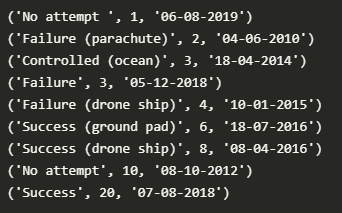 ('No attempt ', 1, '06-08-2019')
('Failure (parachute)', 2, '04-06-2010')
('Controlled (ocean)', 3, '18-04-2014')
('Failure', 3, '05-12-2018')
('Failure (drone ship)', 4, '10-01-2015')
('Success (ground pad)', 6, '18-07-2016')
('Success (drone ship)', 8, '08-04-2016')
('No attempt', 10, '08-10-2012')
('Success', 20, '07-08-2018')